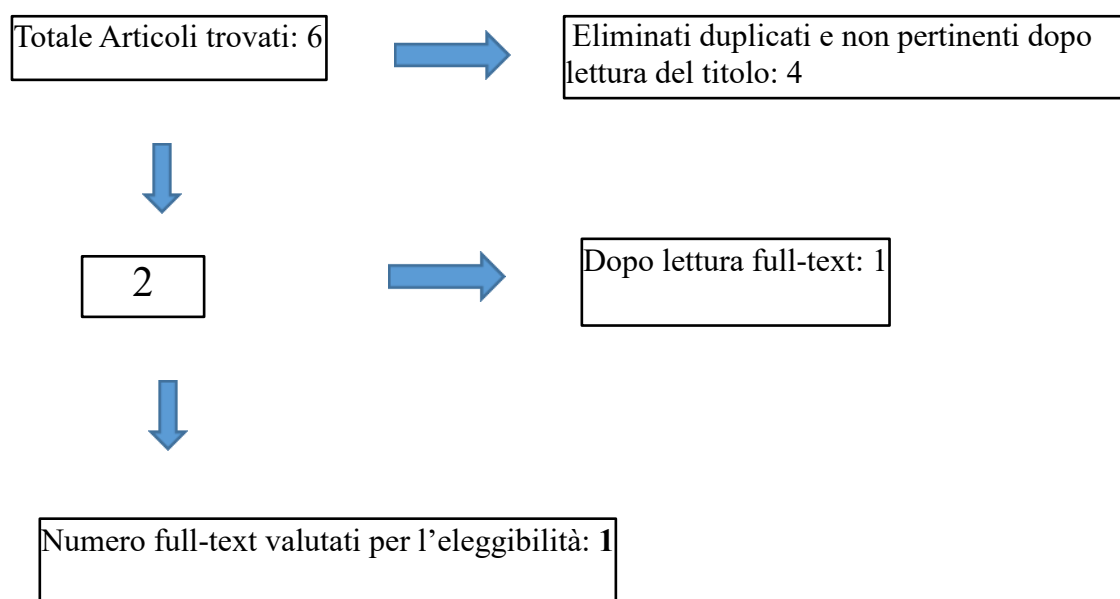 Totale Articoli trovati: 6
Eliminati duplicati e non pertinenti dopo
lettura del titolo: 4
2
Dopo lettura full-text: 1
Numero full-text valutati per l’eleggibilità: 1